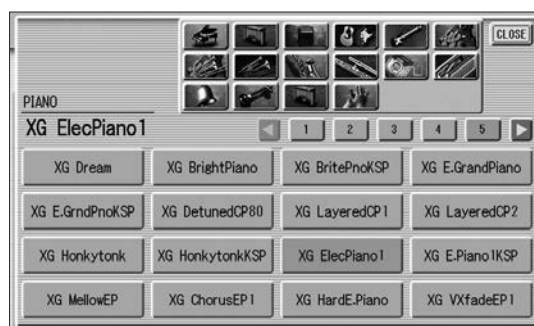 CLOSE
PIANO
XG ElecPiano1
1 2 3 4 5
XG Dream XG BrightPiano XG BritePnoKSP XG E.GrandPiano
XG E.GrndPnoKSP XG DetunedCP80 XG LayeredCP1 XG LayeredCP2
XG Honkytonk XG HonkytonkKSP XG ElecPiano1 XG E.Piano1KSP
XG MellowEP XG ChorusEP1 XG HardE.Piano XG VXfadeEP1